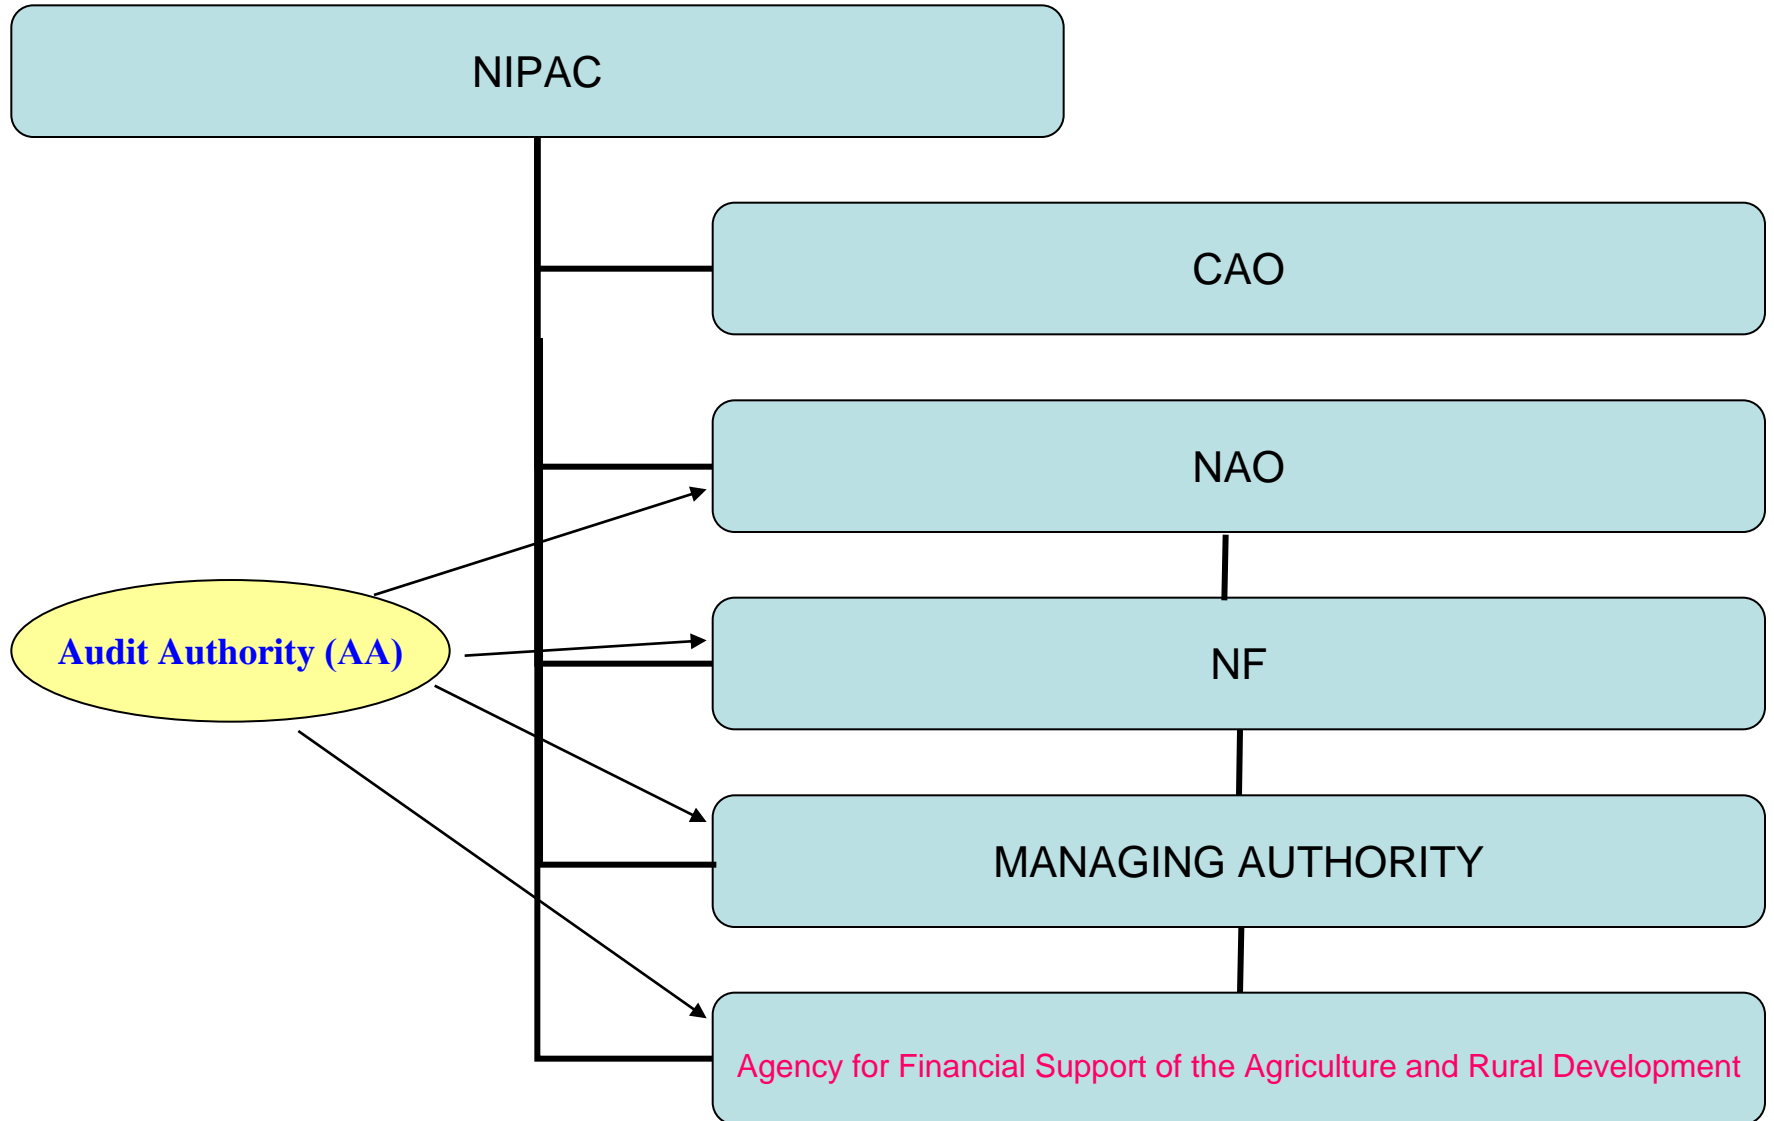 NIPAC
CAO
NAO
Audit Authority (AA)
NF
MANAGING AUTHORITY
Agency for Financial Support of the Agriculture and Rural Development